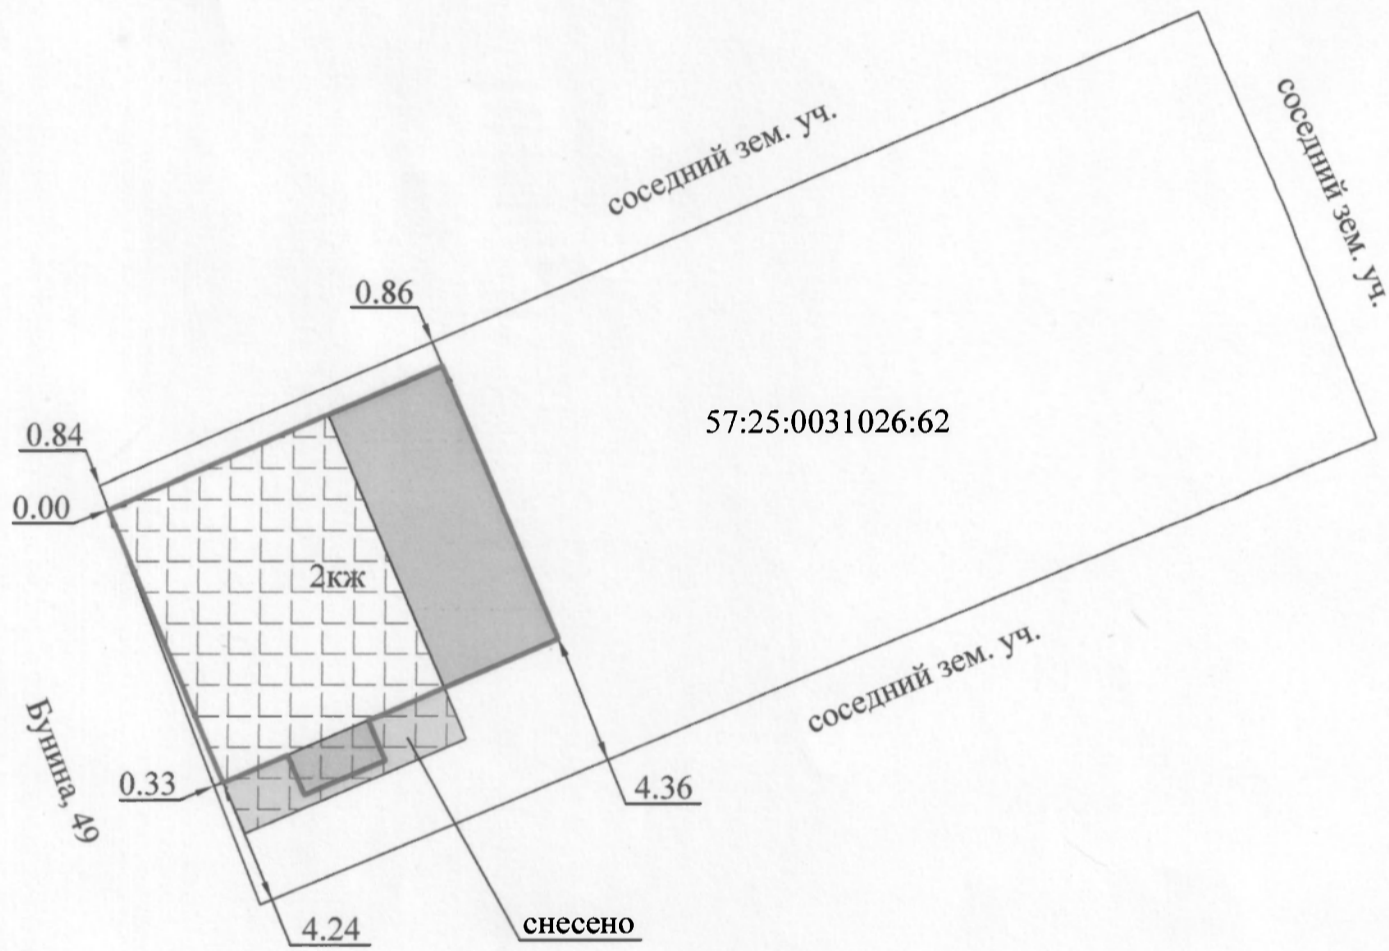 соседний зем. уч.
соседний зем. уч.
0.86
57:25:0031026:62
0.84
0.00
2кж
соседний зем. уч.
Бунина, 49
0.33
4.36
4.24
снесено